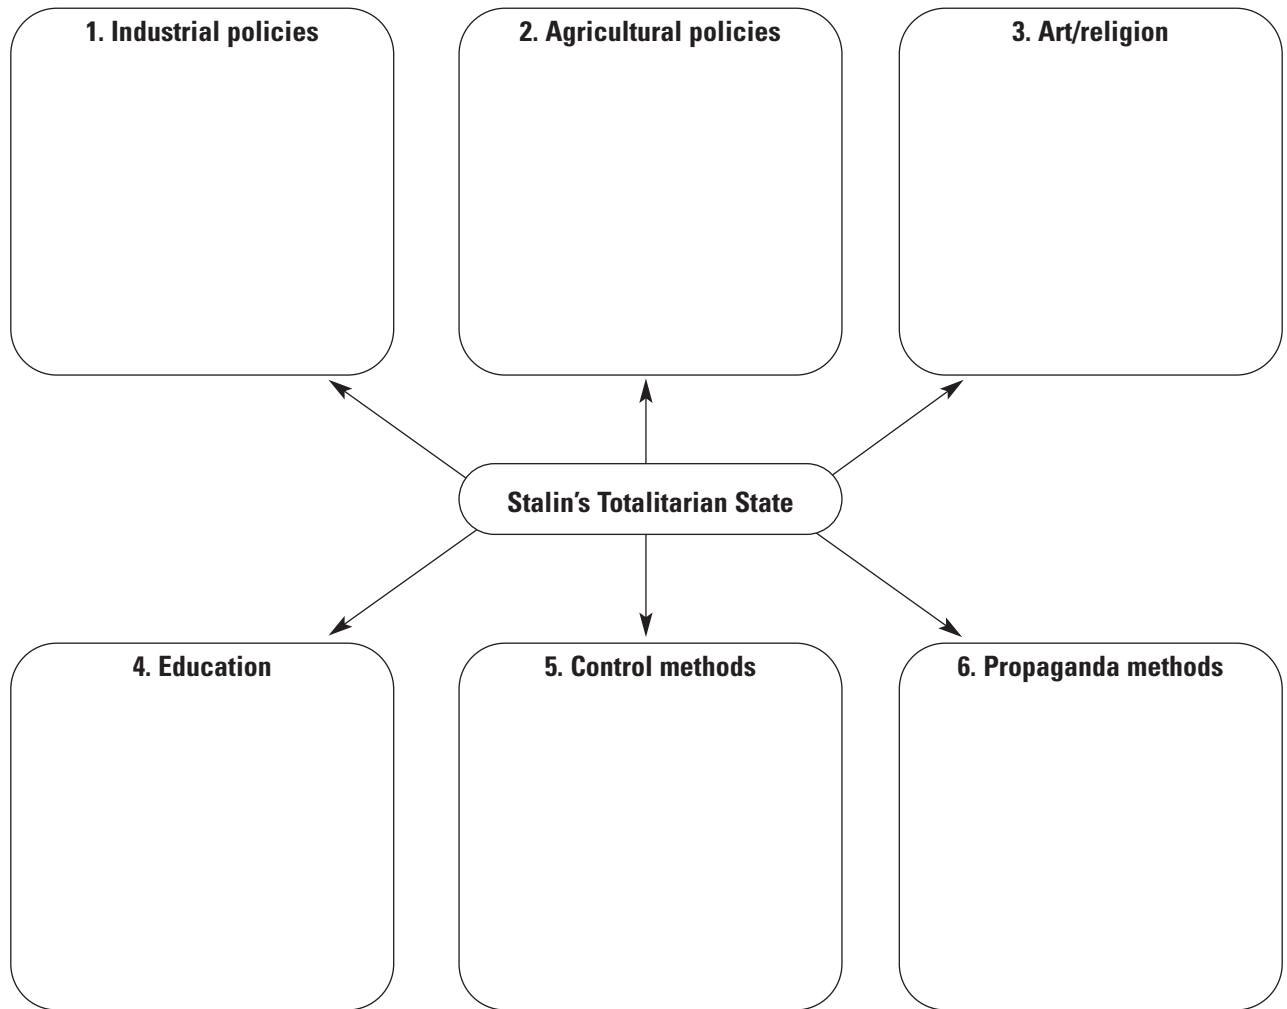 1. Industrial policies
2. Agricultural policies
3. Art/religion
Stalin’s Totalitarian State
4. Education
5. Control methods
6. Propaganda methods